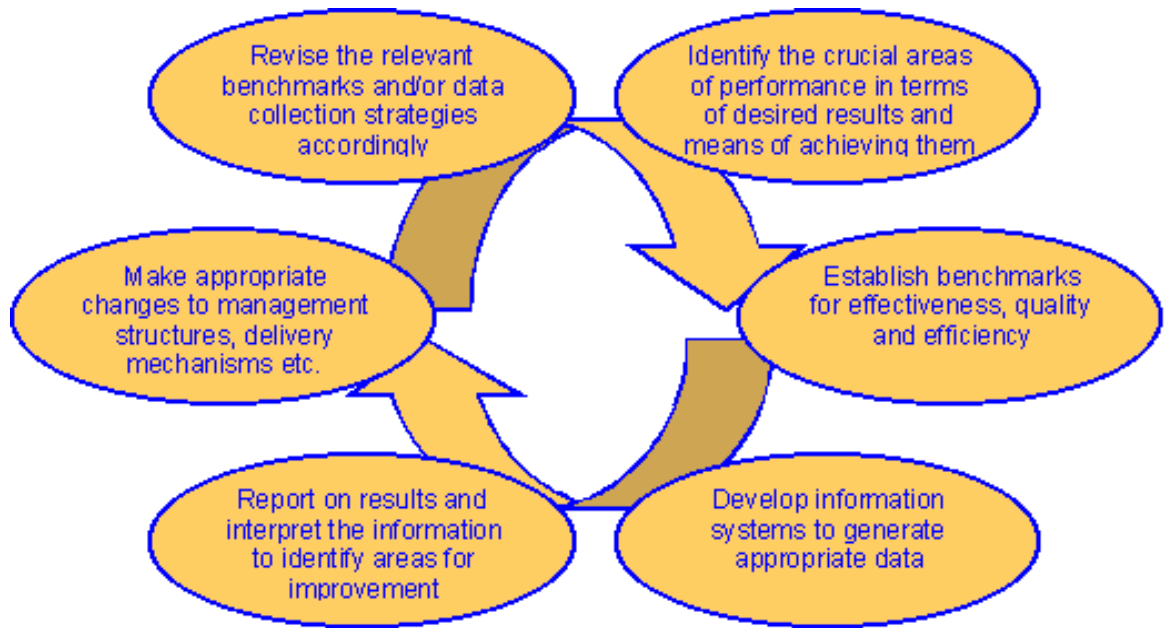 Revise the relevant
benchmarks and/or data
collection strategies
accordingly
Identify the crucial areas
of performance in terms
of desired results and
means of achieving them
Make appropriate
changes to management
structures, delivery
mechanisms etc.
Establish benchmarks
for effectiveness, quality
and efficiency
Report on results and
interpret the information
to identify areas for
improvement
Develop information
systems to generate
appropriate data